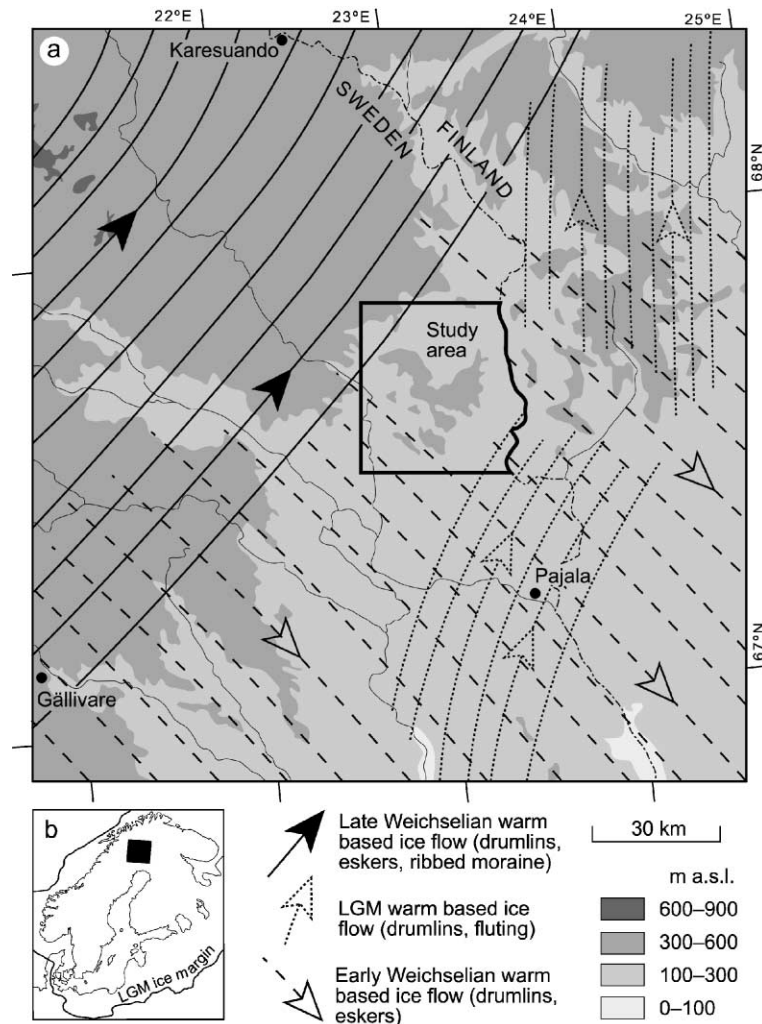 22°E
23°E
24°E
25°E
a
Karesuando
SWEDEN
FINLAND
68°N
Study
area
Pajala
67°N
Gällivare
b
LGM ice margin
Late Weichselian warm
based ice flow (drumlins,
eskers, ribbed moraine)
LGM warm based ice
flow (drumlins, fluting)
Early Weichselian warm
based ice flow (drumlins,
eskers)
30 km
m a.s.l.
600–900
300–600
100–300
0–100